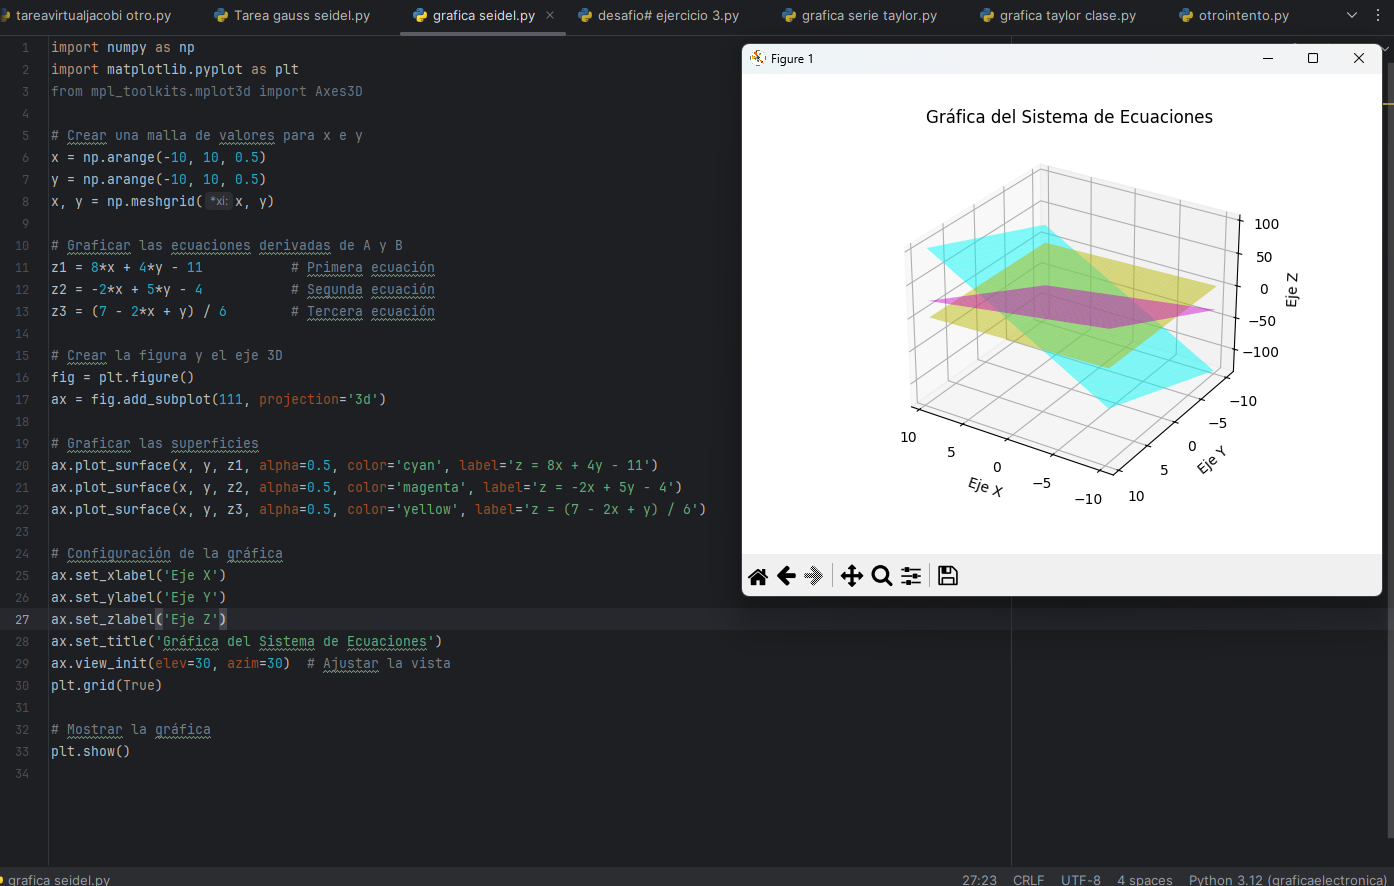 tareavirtualjacobi otro.py
Tarea gauss seidel.py
grafica seidel.py
desafio# ejercicio 3.py
grafica serie taylor.py
grafica taylor clase.py
otrointento.py
1 import numpy as np
2 import matplotlib.pyplot as plt
3 from mpl_toolkits.mplot3d import Axes3D
4
5 # Crear una malla de valores para x e y
6 x = np.arange(-10, 10, 0.5)
7 y = np.arange(-10, 10, 0.5)
8 x, y = np.meshgrid( *xi: x, y)
9
10 # Graficar las ecuaciones derivadas de A y B
11 z1 = 8*x + 4*y - 11 # Primera ecuación
12 z2 = -2*x + 5*y - 4 # Segunda ecuación
13 z3 = (7 - 2*x + y) / 6 # Tercera ecuación
14
15 # Crear la figura y el eje 3D
16 fig = plt.figure()
17 ax = fig.add_subplot(111, projection='3d')
18
19 # Graficar las superficies
20 ax.plot_surface(x, y, z1, alpha=0.5, color='cyan', label='z = 8x + 4y - 11')
21 ax.plot_surface(x, y, z2, alpha=0.5, color='magenta', label='z = -2x + 5y - 4')
22 ax.plot_surface(x, y, z3, alpha=0.5, color='yellow', label='z = (7 - 2x + y) / 6')
23
24 # Configuración de la gráfica
25 ax.set_xlabel('Eje X')
26 ax.set_ylabel('Eje Y')
27 ax.set_zlabel('Eje Z')
28 ax.set_title('Gráfica del Sistema de Ecuaciones')
29 ax.view_init(elev=30, azim=30) # Ajustar la vista
30 plt.grid(True)
31
32 # Mostrar la gráfica
33 plt.show()
34
Figure 1
Gráfica del Sistema de Ecuaciones
100
50
0
−50
−100
Eje Z
10
5
0
−5
−10
Eje X
−10
−5
0
5
10
Eje Y
grafica seidel.py
27:23 CRLF UTF-8 4 spaces Python 3.12 (graficaelectronica)